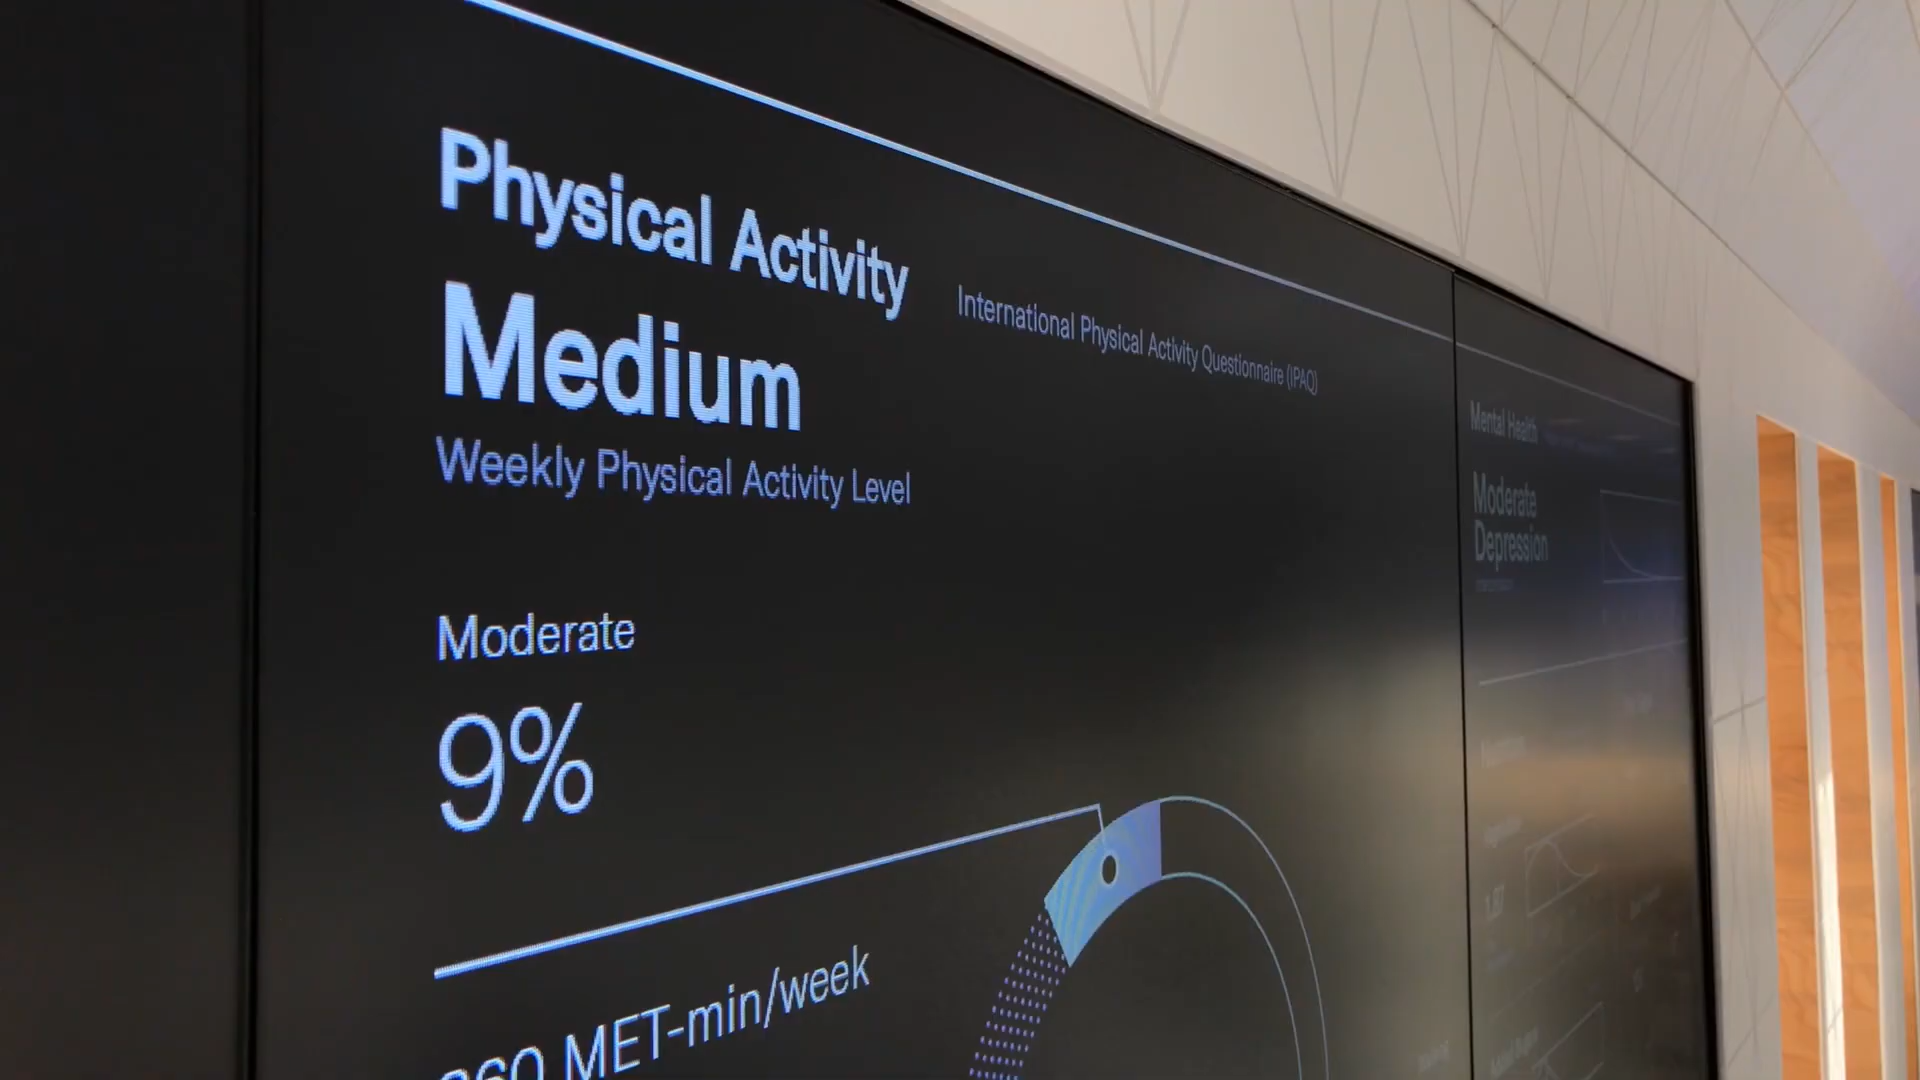 Physical Activity
International Physical Activity Questionnaire (IPAQ)
Medium
Weekly Physical Activity Level
Moderate
9%
MET-min/week
Mental Health
Moderate
Depression